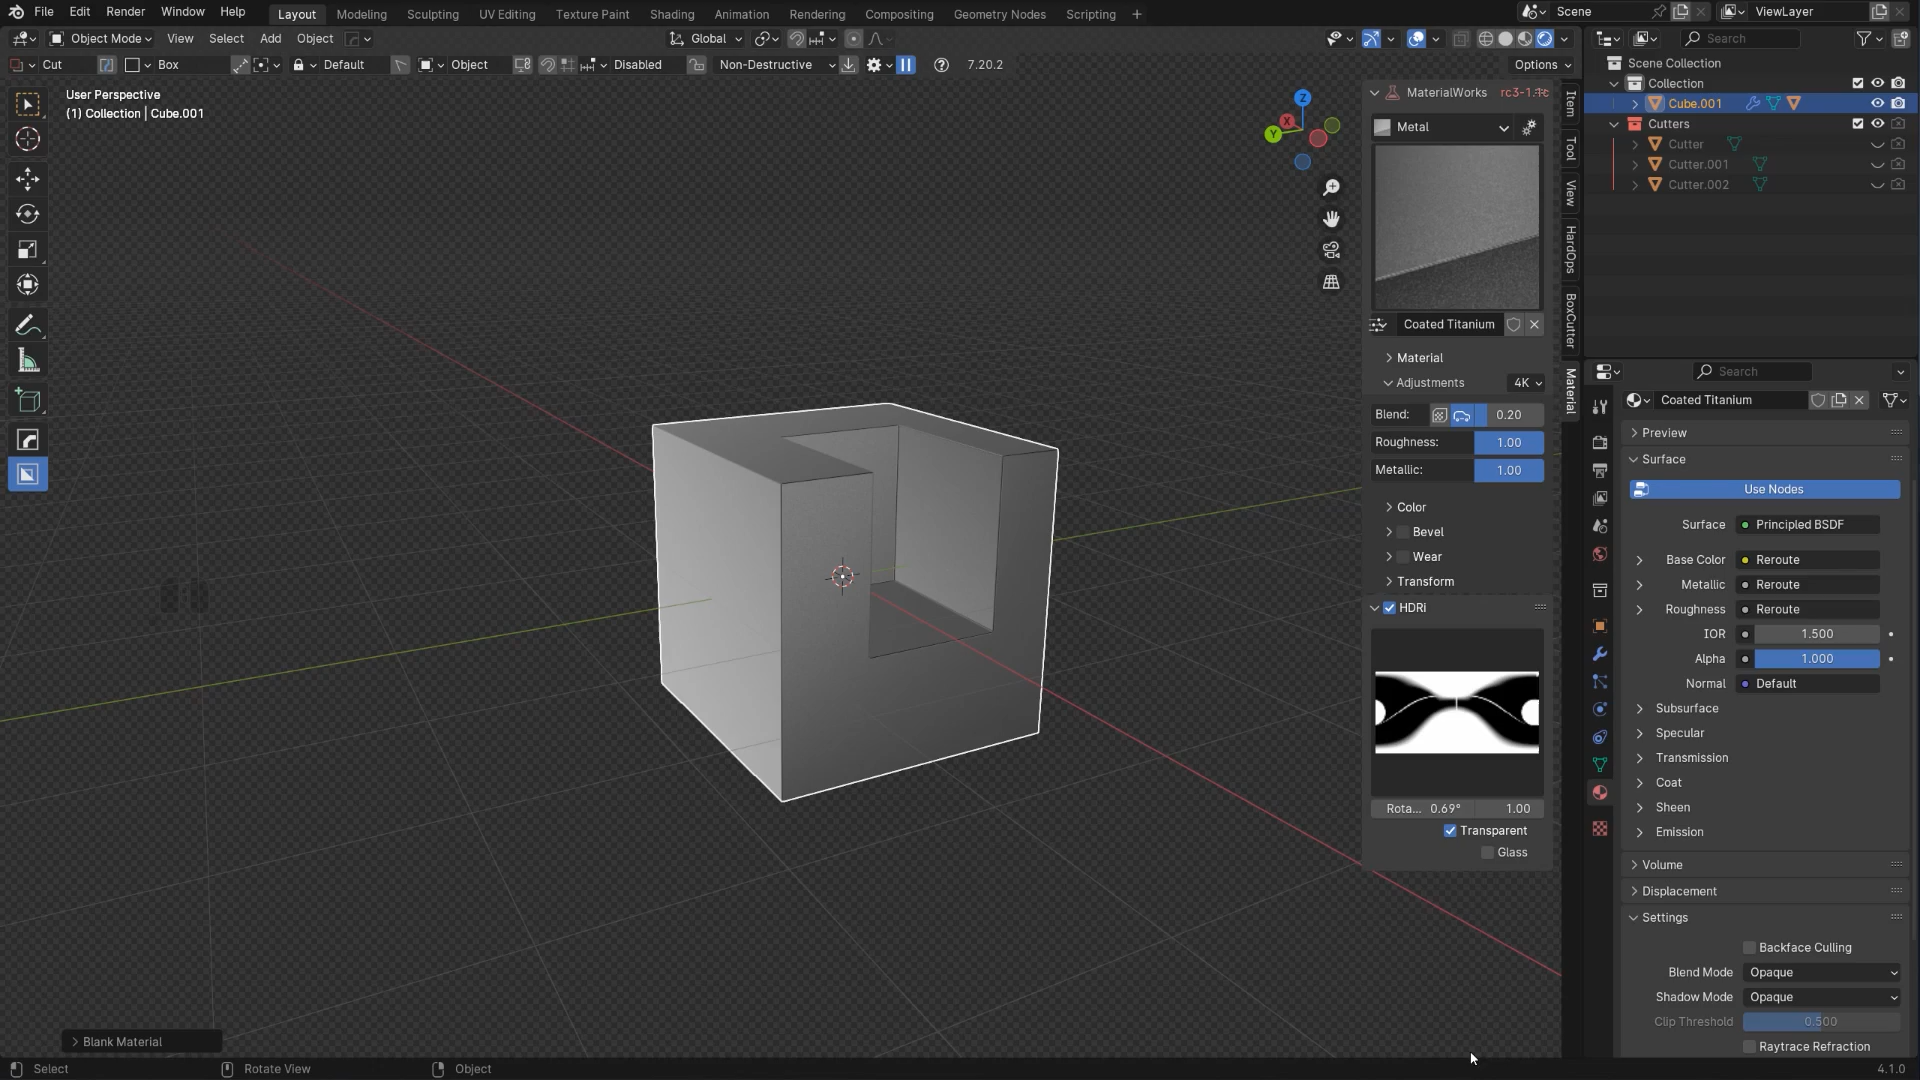 File Edit Render Window Help Layout Modeling Sculpting UV Editing Texture Paint Shading Animation Rendering Compositing Geometry Nodes Scripting + Scene ViewLayer
Object Mode View Select Add Object Global Search
Cut Box Default Object Disabled Non-Destructive 7.20.2 Options
User Perspective
(1) Collection | Cube.001
Z
X
Y
MaterialWorks
Metal
Coated Titanium
Material
Adjustments 4K
Blend: 0.20
Roughness: 1.00
Metallic: 1.00
Color
Bevel
Wear
Transform
HDRi
Rota... 0.69° 1.00
Transparent
Glass
Item
Tool
View
HardOps
BoxCutter
Material
Scene Collection
Collection
Cube.001
Cutters
Cutter
Cutter.001
Cutter.002
Search
Coated Titanium
Preview
Surface
Use Nodes
Surface Principled BSDF
Base Color Reroute
Metallic Reroute
Roughness Reroute
IOR 1.500
Alpha 1.000
Normal Default
Subsurface
Specular
Transmission
Coat
Sheen
Emission
Volume
Displacement
Settings
Backface Culling
Blend Mode Opaque
Shadow Mode Opaque
Clip Threshold 0.500
Raytrace Refraction
Blank Material
Select Rotate View Object 4.1.0